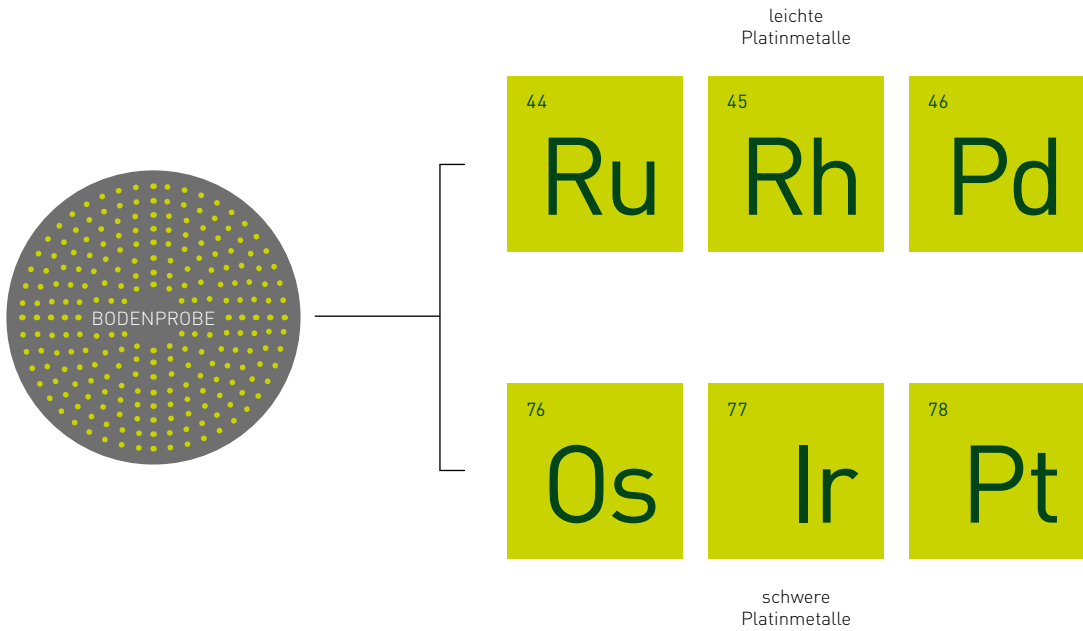 leichte
Platinmetalle
44
Ru
45
Rh
46
Pd
BODENPROBE
76
Os
77
Ir
78
Pt
schwere
Platinmetalle